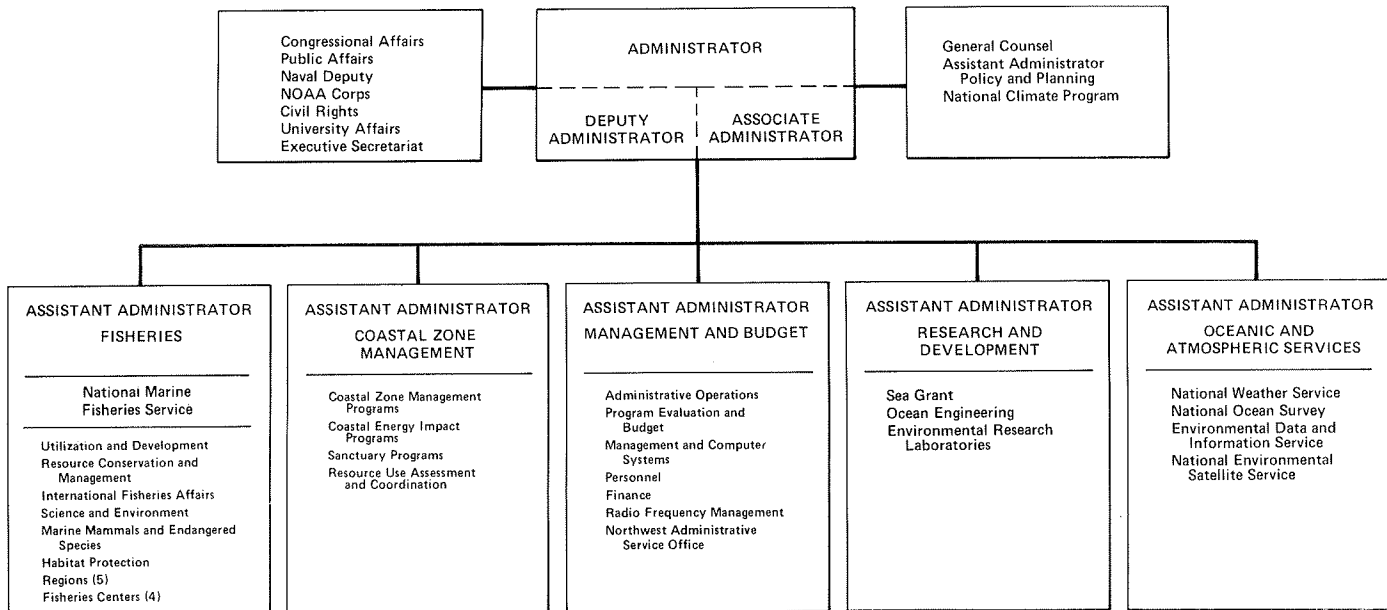 Congressional Affairs
Public Affairs
Naval Deputy
NOAA Corps
Civil Rights
University Affairs
Executive Secretariat
ADMINISTRATOR
DEPUTY
ADMINISTRATOR
ASSOCIATE
ADMINISTRATOR
General Counsel
Assistant Administrator
Policy and Planning
National Climate Program
ASSISTANT ADMINISTRATOR
FISHERIES
National Marine
Fisheries Service
Utilization and Development
Resource Conservation and
Management
International Fisheries Affairs
Science and Environment
Marine Mammals and Endangered
Species
Habitat Protection
Regions (5)
Fisheries Centers (4)
ASSISTANT ADMINISTRATOR
COASTAL ZONE
MANAGEMENT
Coastal Zone Management
Programs
Coastal Energy Impact
Programs
Sanctuary Programs
Resource Use Assessment
and Coordination
ASSISTANT ADMINISTRATOR
MANAGEMENT AND BUDGET
Administrative Operations
Program Evaluation and
Budget
Management and Computer
Systems
Personnel
Finance
Radio Frequency Management
Northwest Administrative
Service Office
ASSISTANT ADMINISTRATOR
RESEARCH AND
DEVELOPMENT
Sea Grant
Ocean Engineering
Environmental Research
Laboratories
ASSISTANT ADMINISTRATOR
OCEANIC AND
ATMOSPHERIC SERVICES
National Weather Service
National Ocean Survey
Environmental Data and
Information Service
National Environmental
Satellite Service